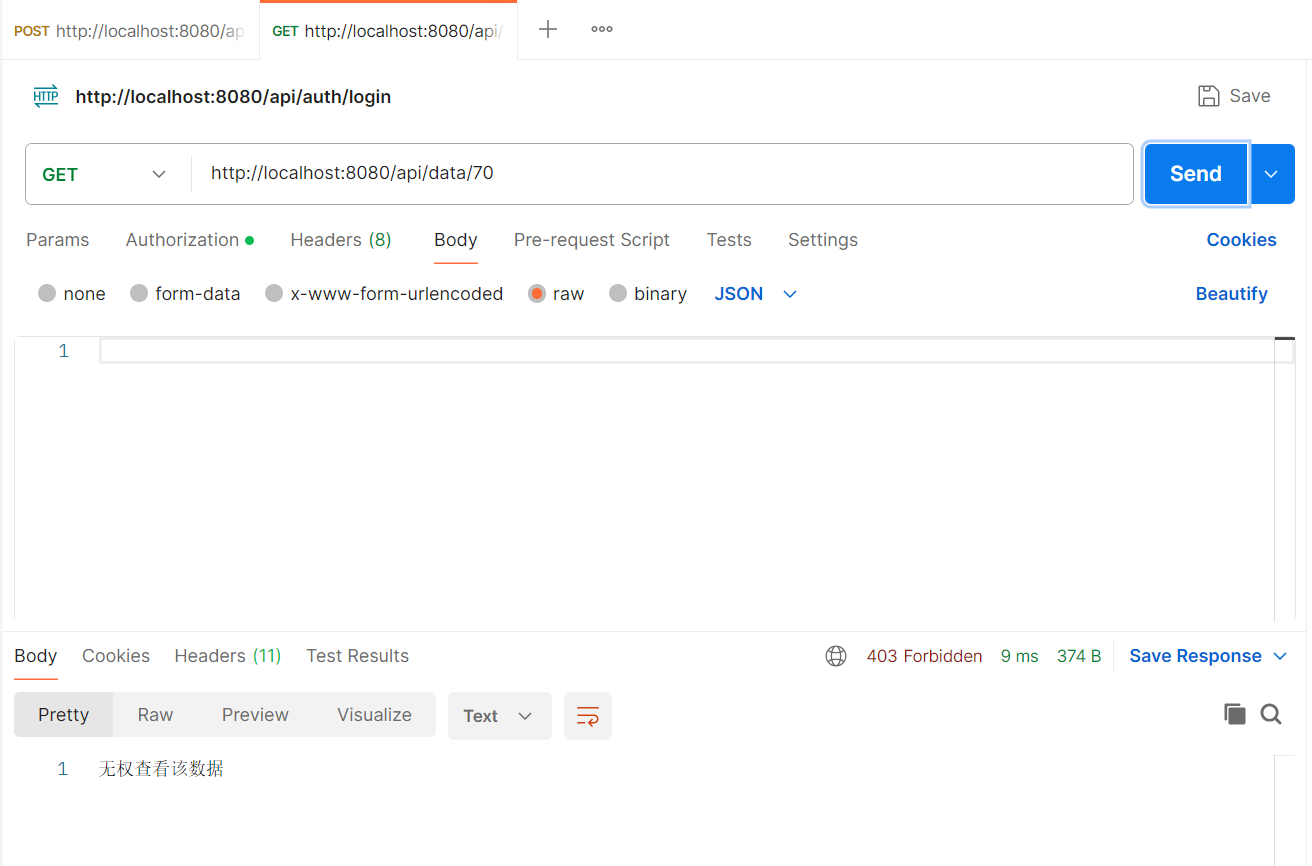 POST http://localhost:8080/ap GET http://localhost:8080/api/
HTTP http://localhost:8080/api/auth/login Save
GET http://localhost:8080/api/data/70 Send
Params Authorization Headers (8) Body Pre-request Script Tests Settings Cookies
none form-data x-www-form-urlencoded raw binary JSON Beautify
1
Body Cookies Headers (11) Test Results 403 Forbidden 9 ms 374 B Save Response
Pretty Raw Preview Visualize Text
1 无权查看该数据